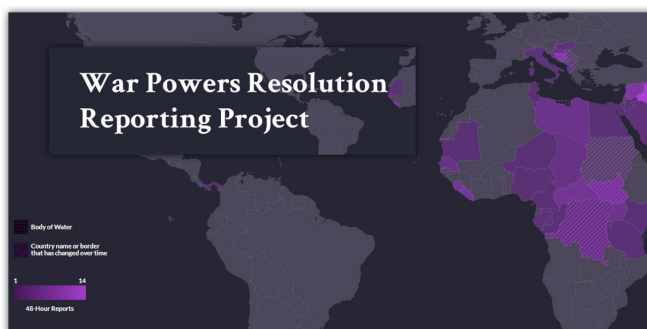 War Powers Resolution
Reporting Project
Body of Water
Country name or border
that has changed over time
1 14
48-Hour Reports